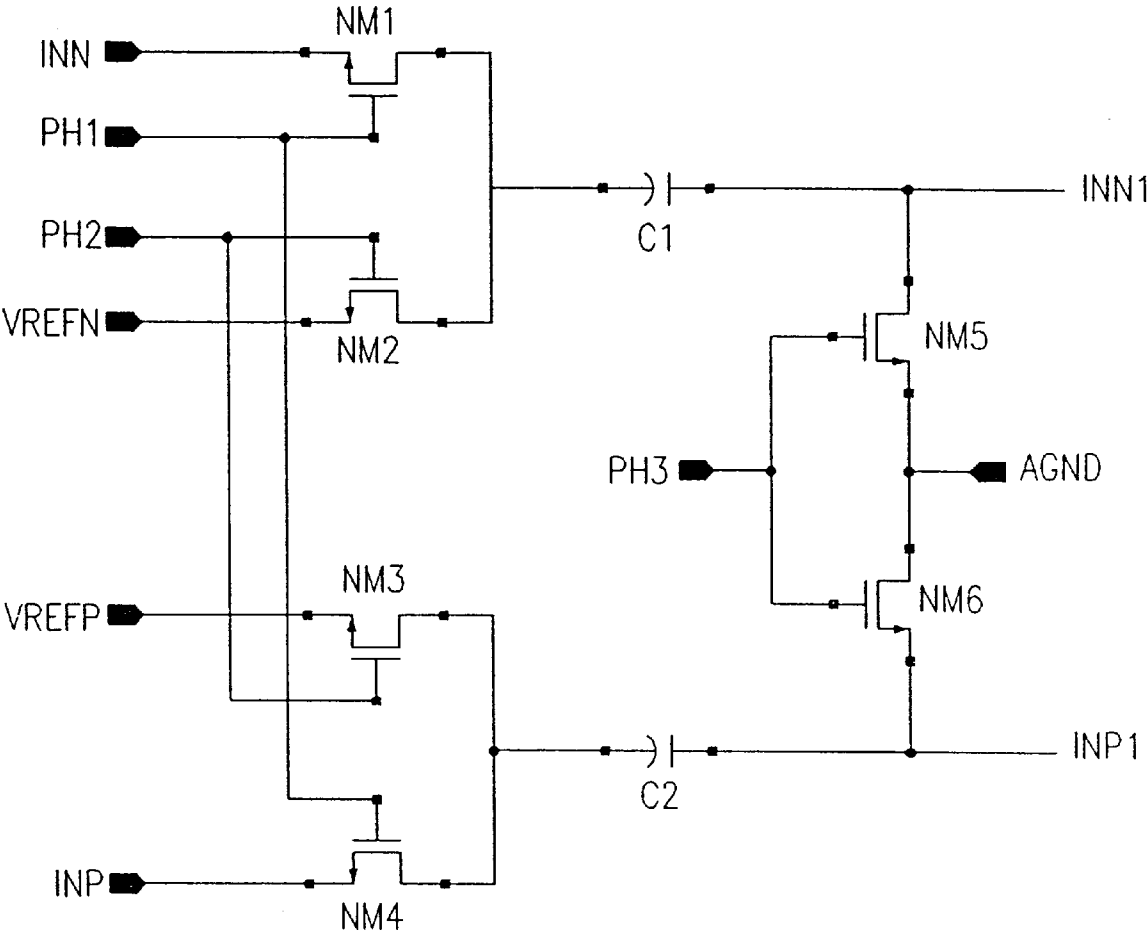 NM1
INN
PH1
PH2
VREFN
NM2
C1
INN1
NM5
PH3
AGND
NM3
VREFP
NM6
C2
INP1
INP
NM4